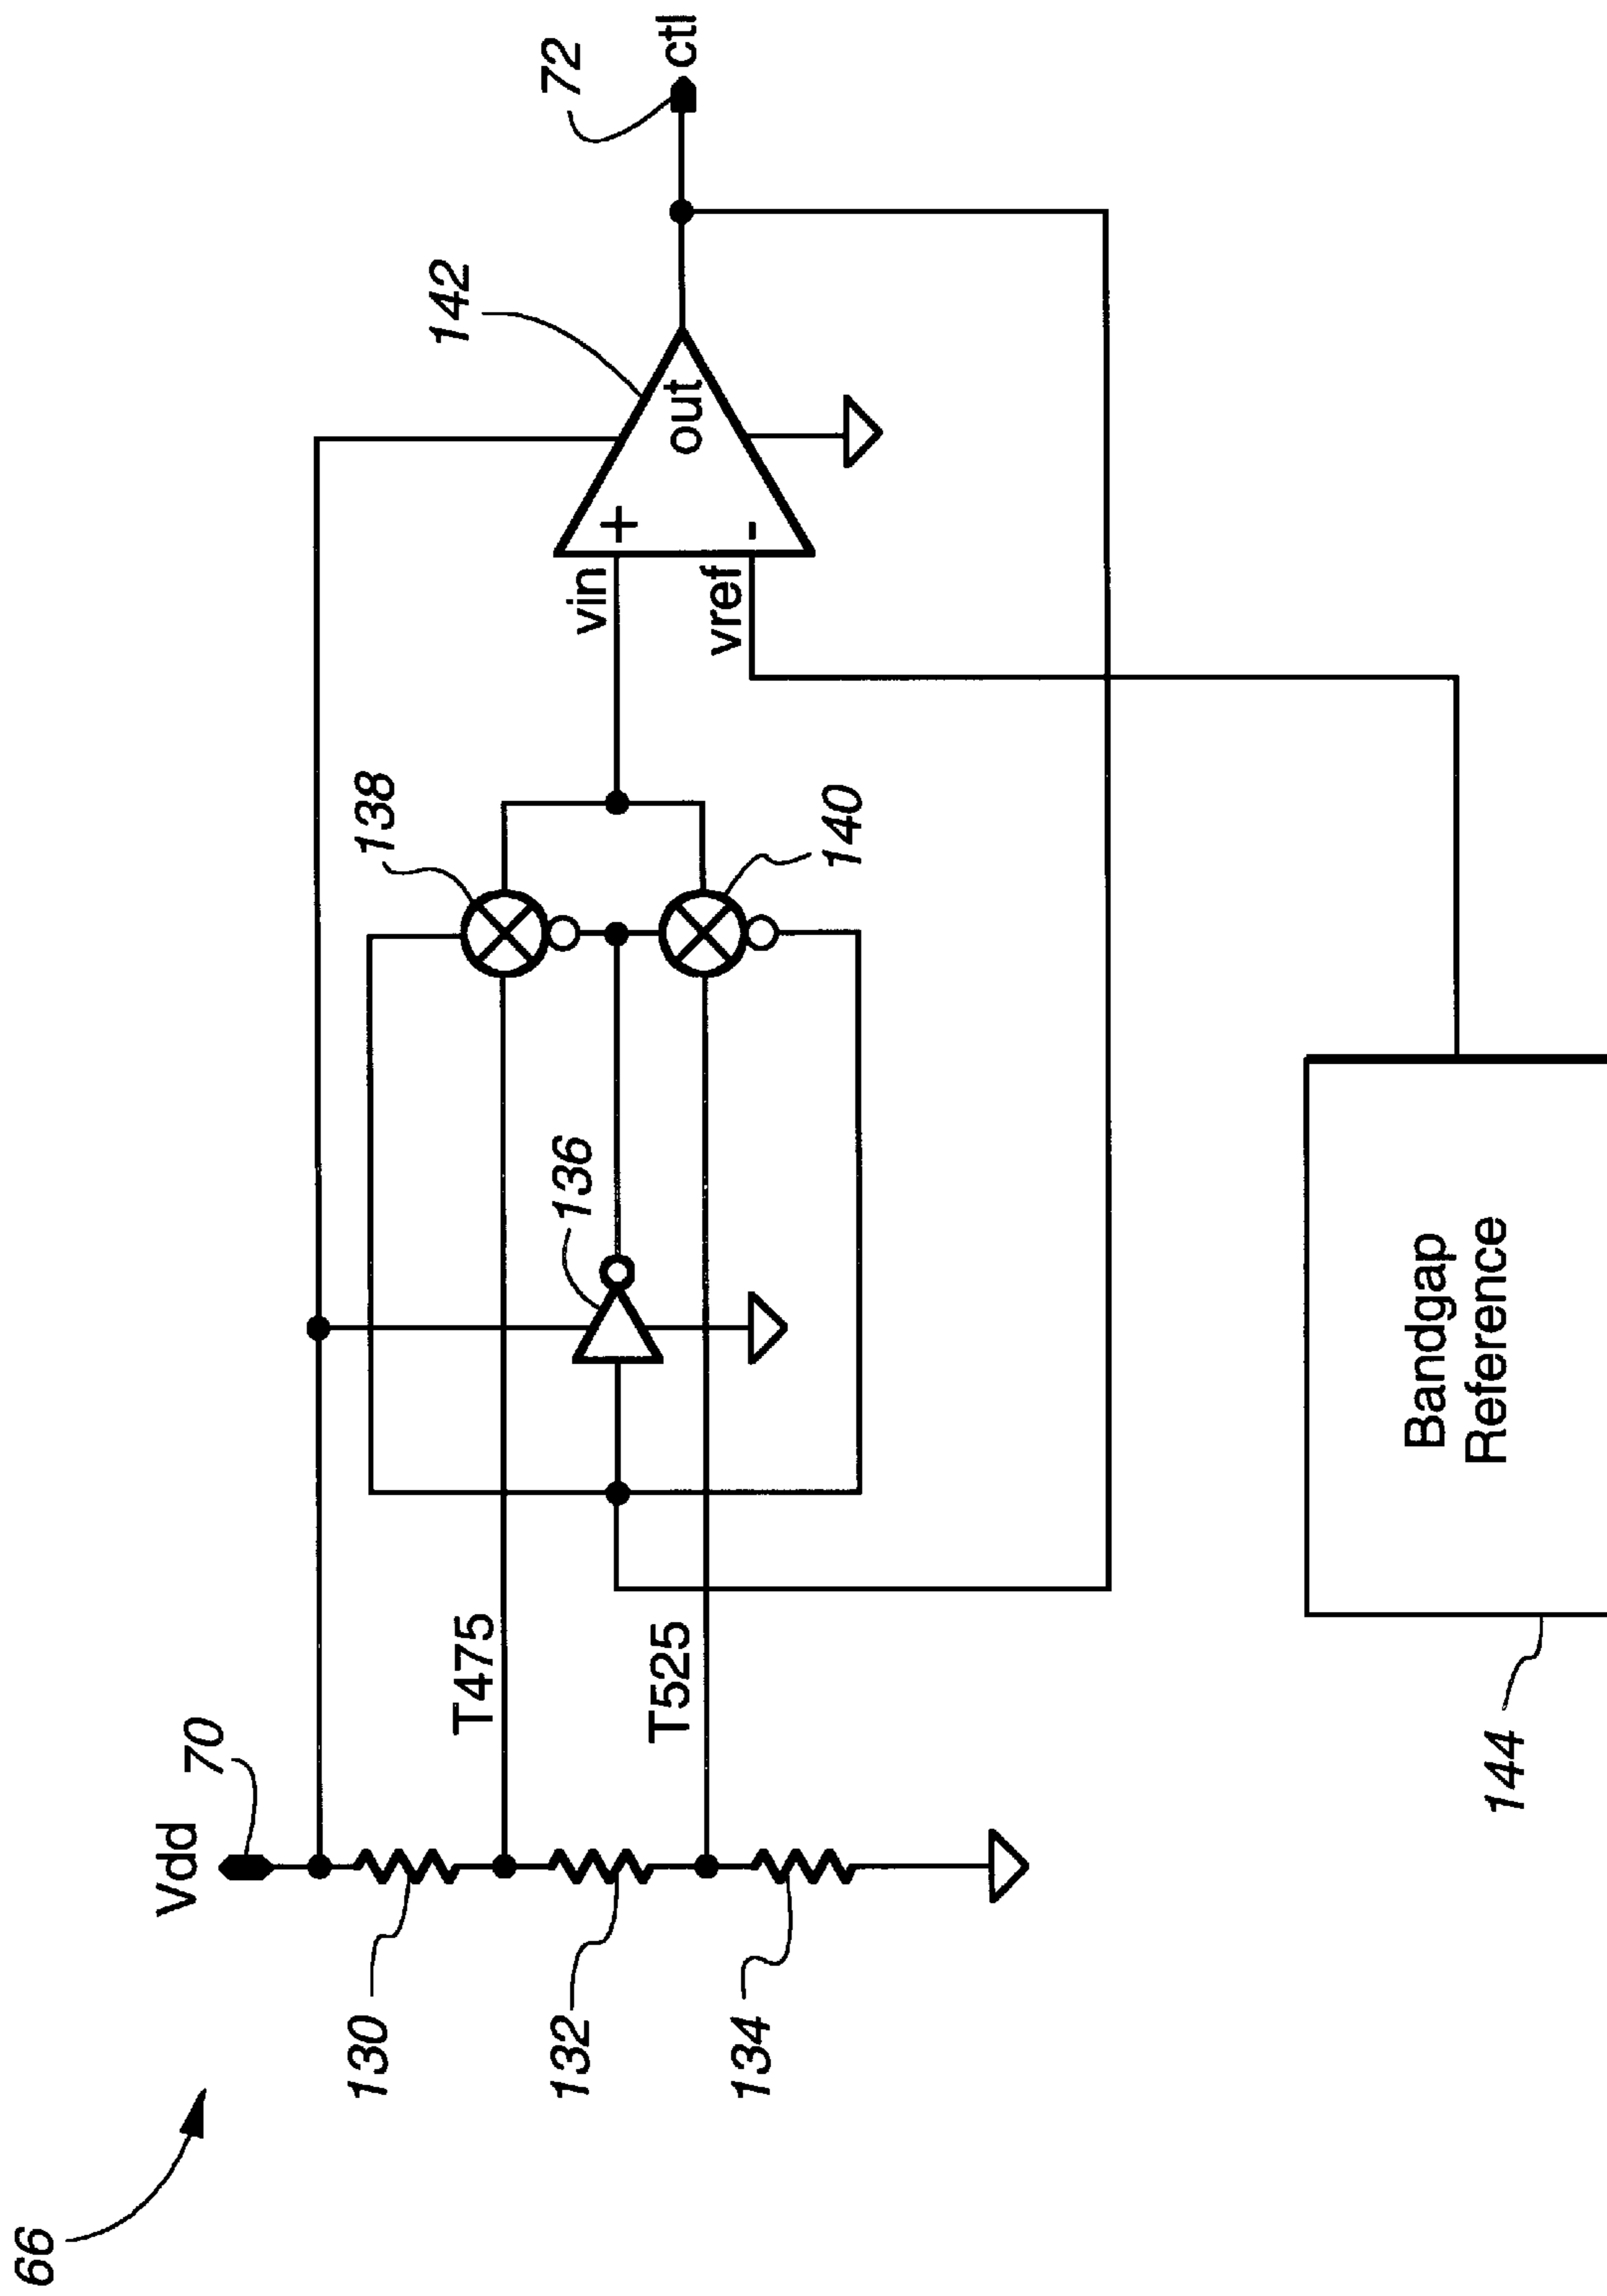 66
Vdd
70
130
132
134
T475
T525
136
138
140
vin
vref
+
-
out
142
72
ctl
144
Bandgap
Reference